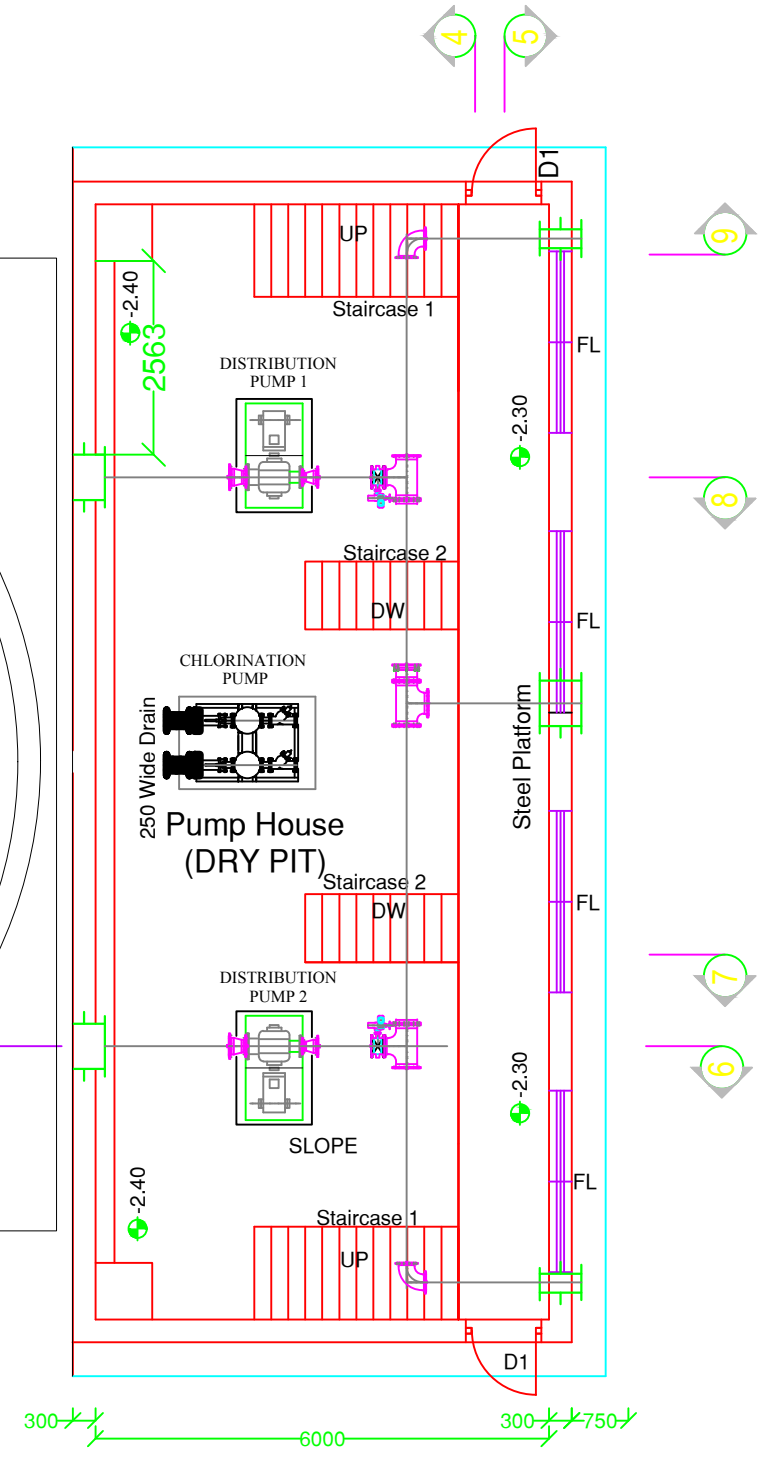 4
5
D1
UP
9
Staircase 1
-2.40
2563
FL
DISTRIBUTION
PUMP 1
-2.30
8
Staircase 2
DW
FL
CHLORINATION
PUMP
250 Wide Drain
Steel Platform
Pump House
(DRY PIT)
Staircase 2
DW
FL
7
DISTRIBUTION
PUMP 2
-2.30
6
SLOPE
-2.40
FL
Staircase 1
UP
D1
300
6000
300
750